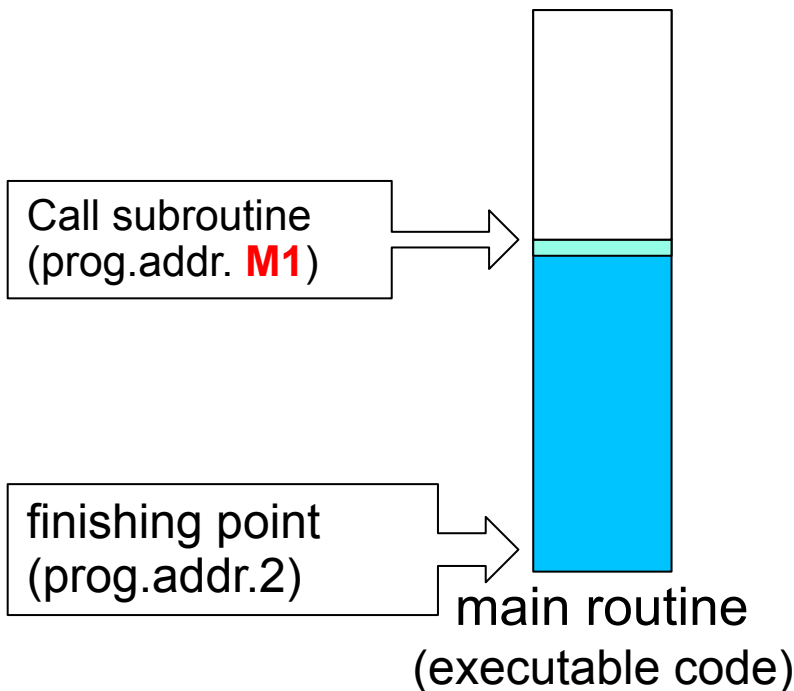 Call subroutine
(prog.addr. M1)
finishing point
(prog.addr.2)
main routine
(executable code)